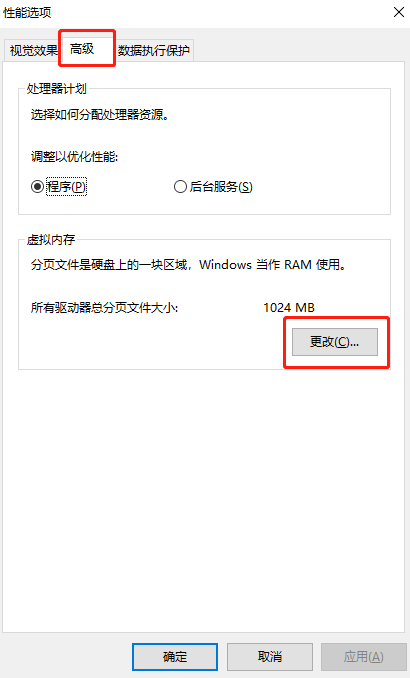 性能选项
视觉效果 高级 数据执行保护
处理器计划
选择如何分配处理器资源。
调整以优化性能:
程序(P) 后台服务(S)
虚拟内存
分页文件是硬盘上的一块区域，Windows 当作 RAM 使用。
所有驱动器总分页文件大小: 1024 MB
更改(C)...
确定 取消 应用(A)